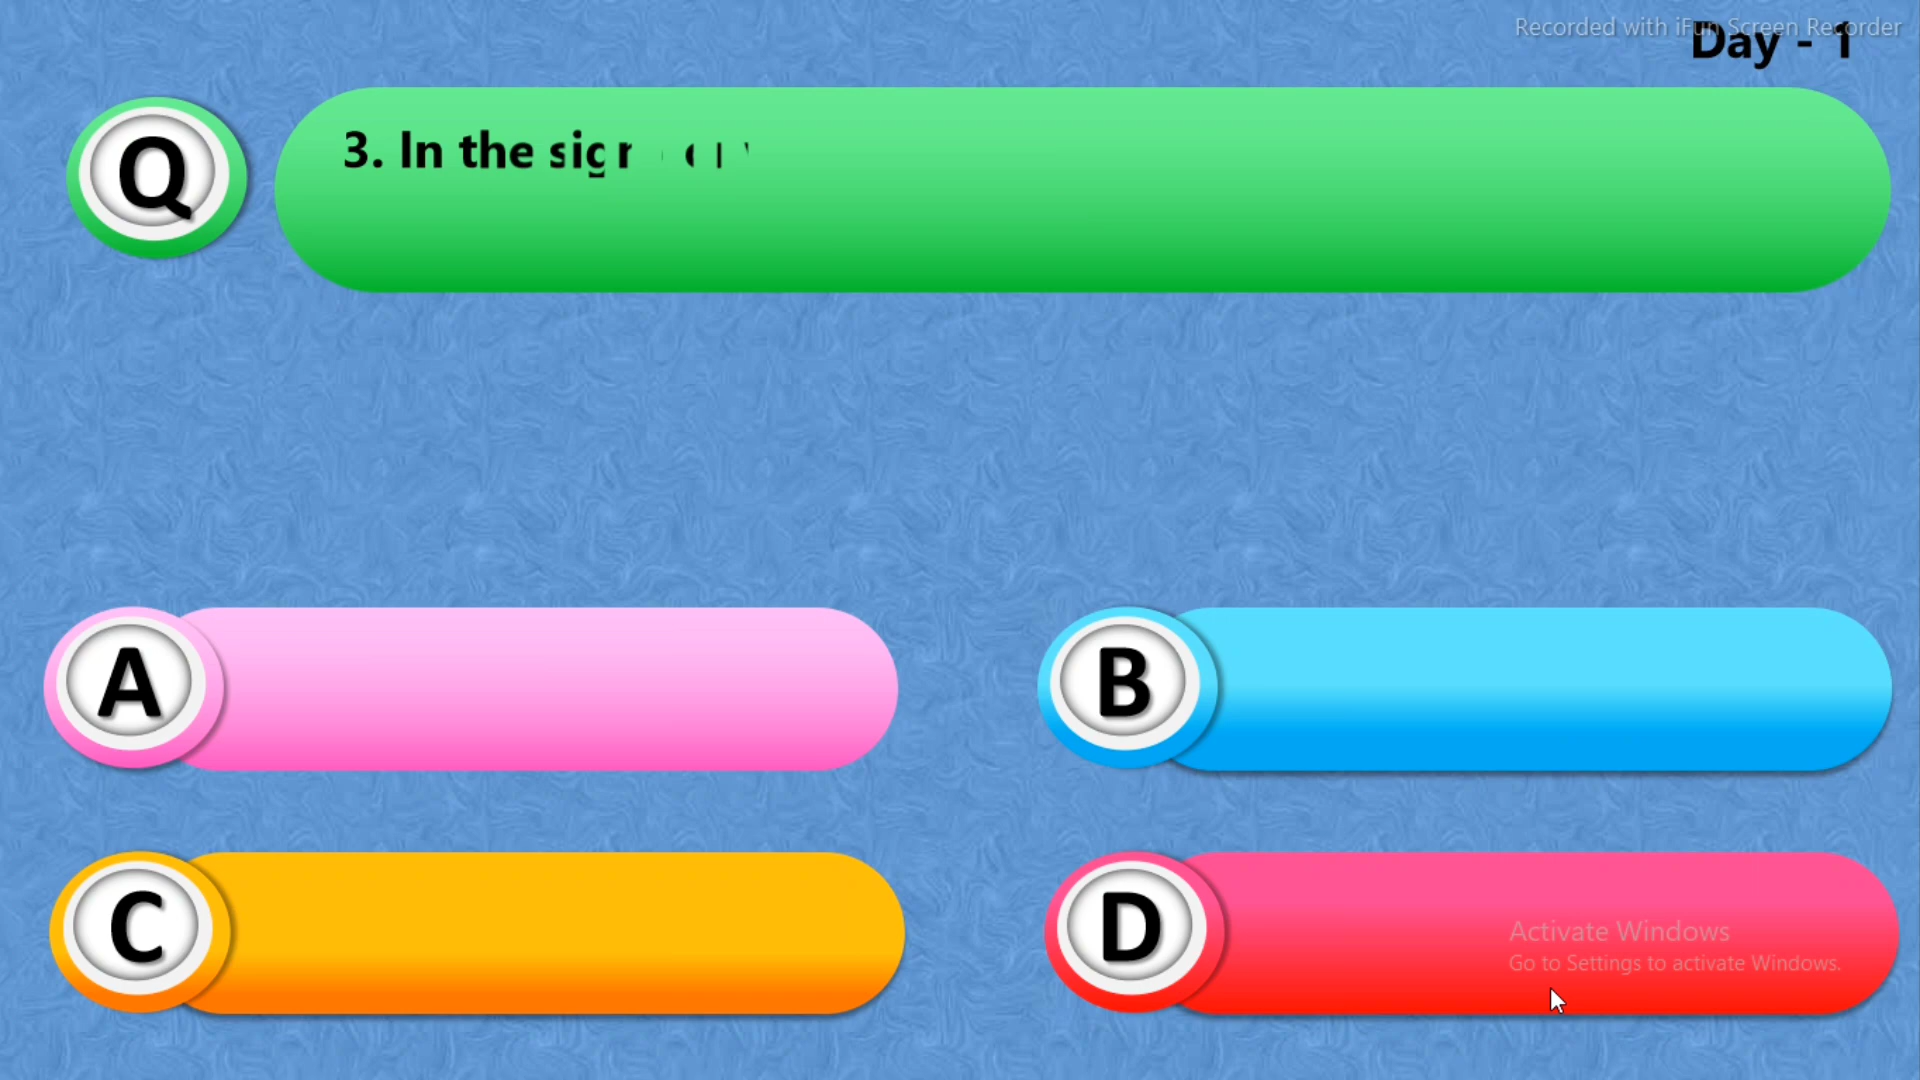 Recorded with iFun Screen Recorder
Day - 1
Q
3. In the
A
B
C
D
Activate Windows
Go to Settings to activate Windows.